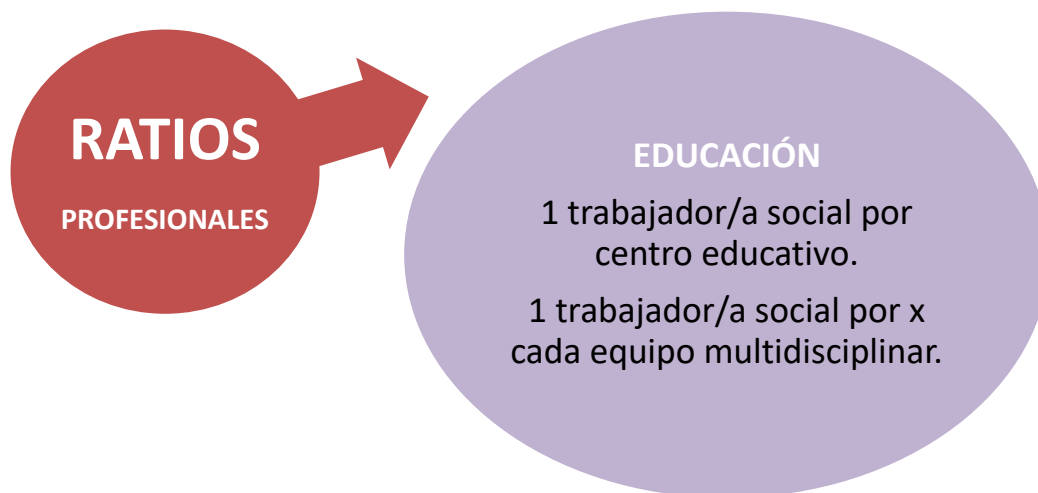 RATIOS
PROFESIONALES
EDUCACIÓN
1 trabajador/a social por
centro educativo.
1 trabajador/a social por x
cada equipo multidisciplinar.